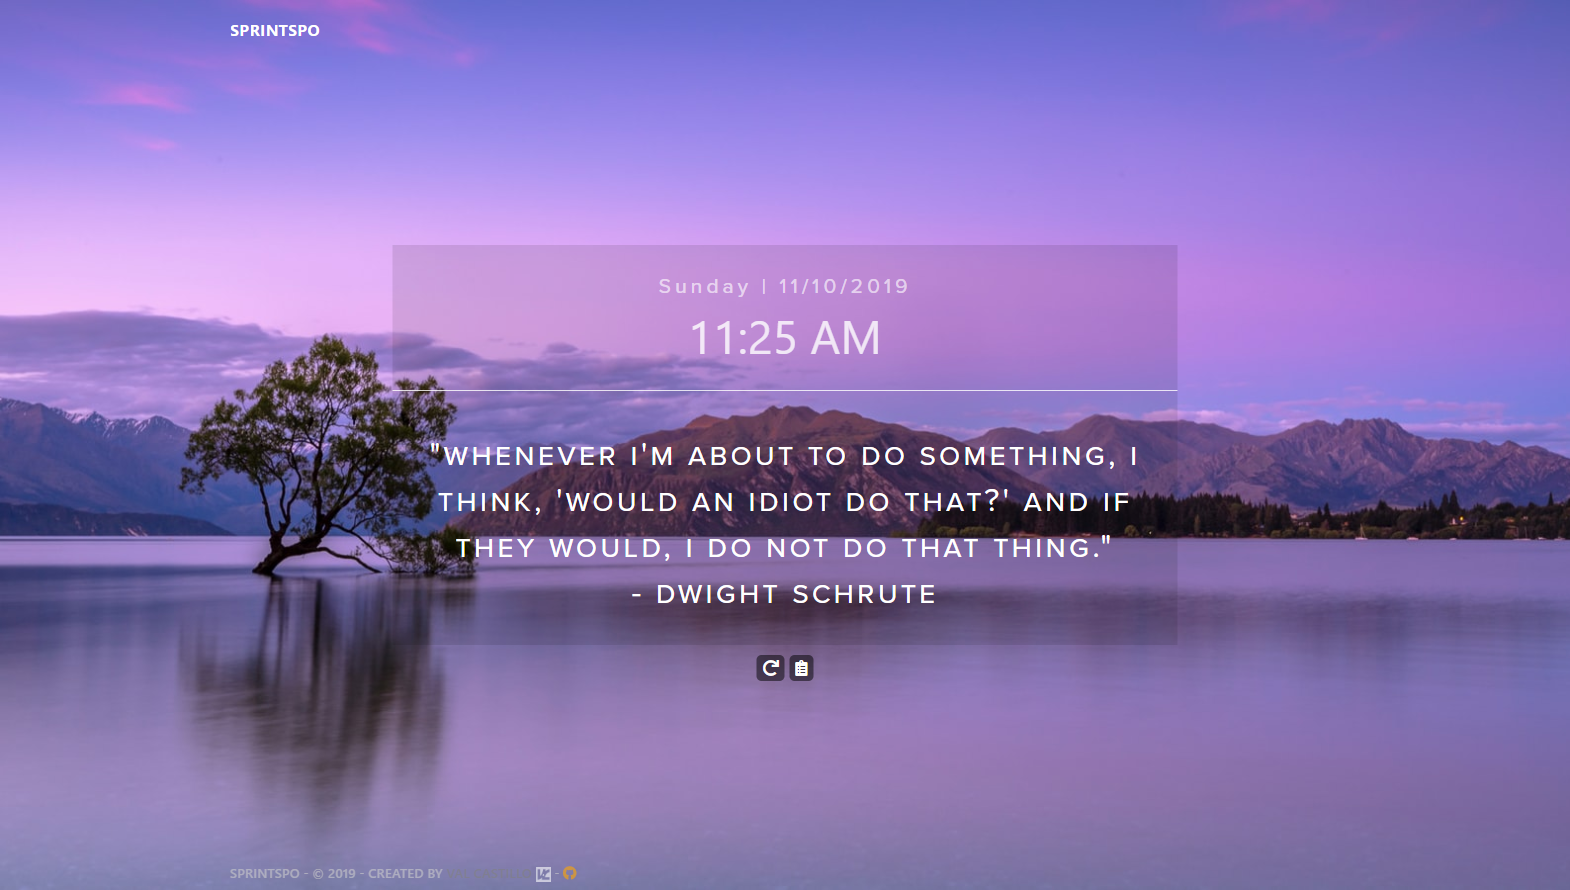 SPRINTSPO
Sunday | 11/10/2019
11:25 AM
"WHENEVER I'M ABOUT TO DO SOMETHING, I
THINK, 'WOULD AN IDIOT DO THAT?' AND IF
THEY WOULD, I DO NOT DO THAT THING."
- DWIGHT SCHRUTE
SPRINTSPO - © 2019 - CREATED BY -